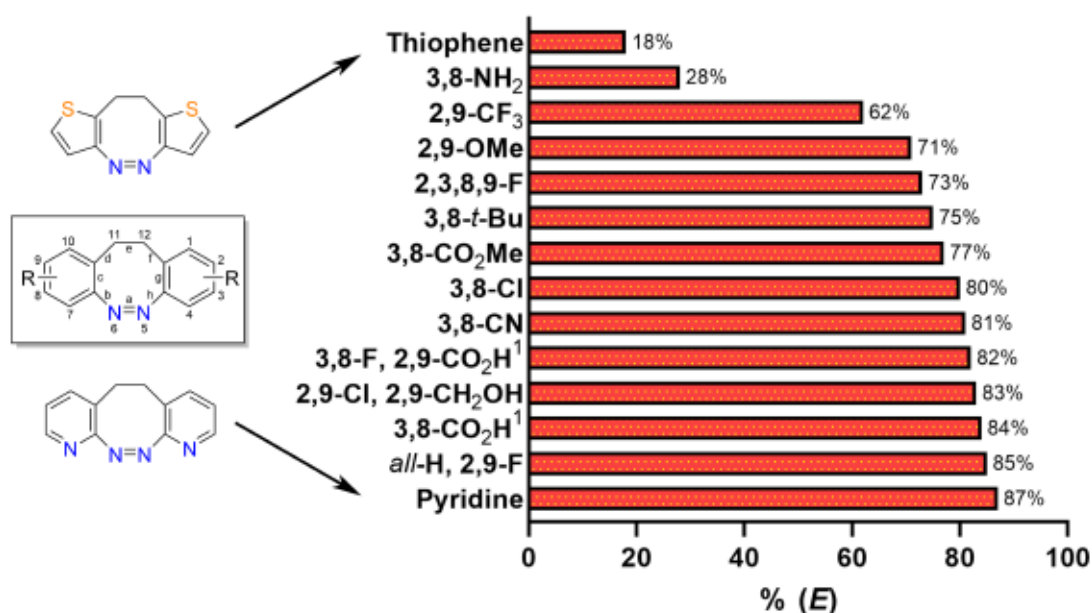 Thiophene 18%
3,8-NH₂ 28%
2,9-CF₃ 62%
2,9-OMe 71%
2,3,8,9-F 73%
3,8-t-Bu 75%
3,8-CO₂Me 77%
3,8-Cl 80%
3,8-CN 81%
3,8-F, 2,9-CO₂H¹ 82%
2,9-Cl, 2,9-CH₂OH 83%
3,8-CO₂H¹ 84%
all-H, 2,9-F 85%
Pyridine 87%
0 20 40 60 80 100
% (E)
S S
N=N
11 12
10 e 1
9 d f 2
R c g R
8 b a h 3
7 N=N 4
6 5
N N=N N